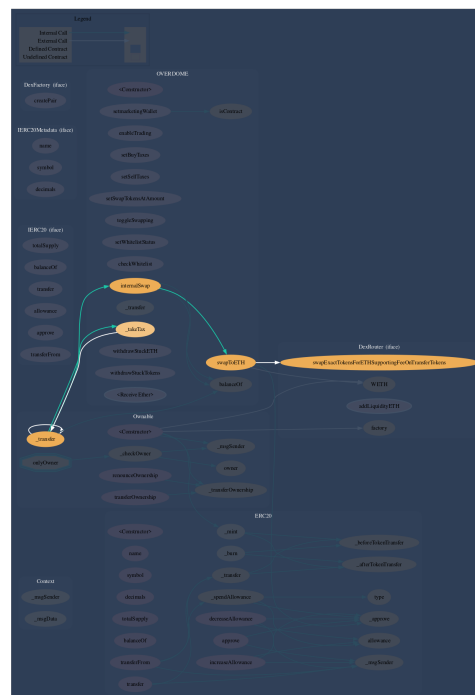 Legend
Internal Call
External Call
Defined Contract
Undefined Contract
DexFactory (iface)
createPair
IERC20Metadata (iface)
name
symbol
decimals
IERC20 (iface)
totalSupply
balanceOf
transfer
allowance
approve
transferFrom
OVERDOME
<Constructor>
setmarketingWallet
isContract
enableTrading
setBuyTaxes
setSellTaxes
setSwapTokensAtAmount
toggleSwapping
setWhitelistStatus
checkWhitelist
internalSwap
_transfer
_takeTax
withdrawStuckETH
withdrawStuckTokens
<Receive Ether>
swapToETH
balanceOf
DexRouter (iface)
swapExactTokensForETHSupportingFeeOnTransferTokens
WETH
addLiquidityETH
factory
_transfer
onlyOwner
Ownable
<Constructor>
_checkOwner
renounceOwnership
transferOwnership
_msgSender
owner
_transferOwnership
Context
_msgSender
_msgData
ERC20
<Constructor>
name
symbol
decimals
totalSupply
balanceOf
transferFrom
transfer
_mint
_burn
_transfer
_spendAllowance
decreaseAllowance
approve
increaseAllowance
_beforeTokenTransfer
_afterTokenTransfer
type
_approve
allowance
_msgSender